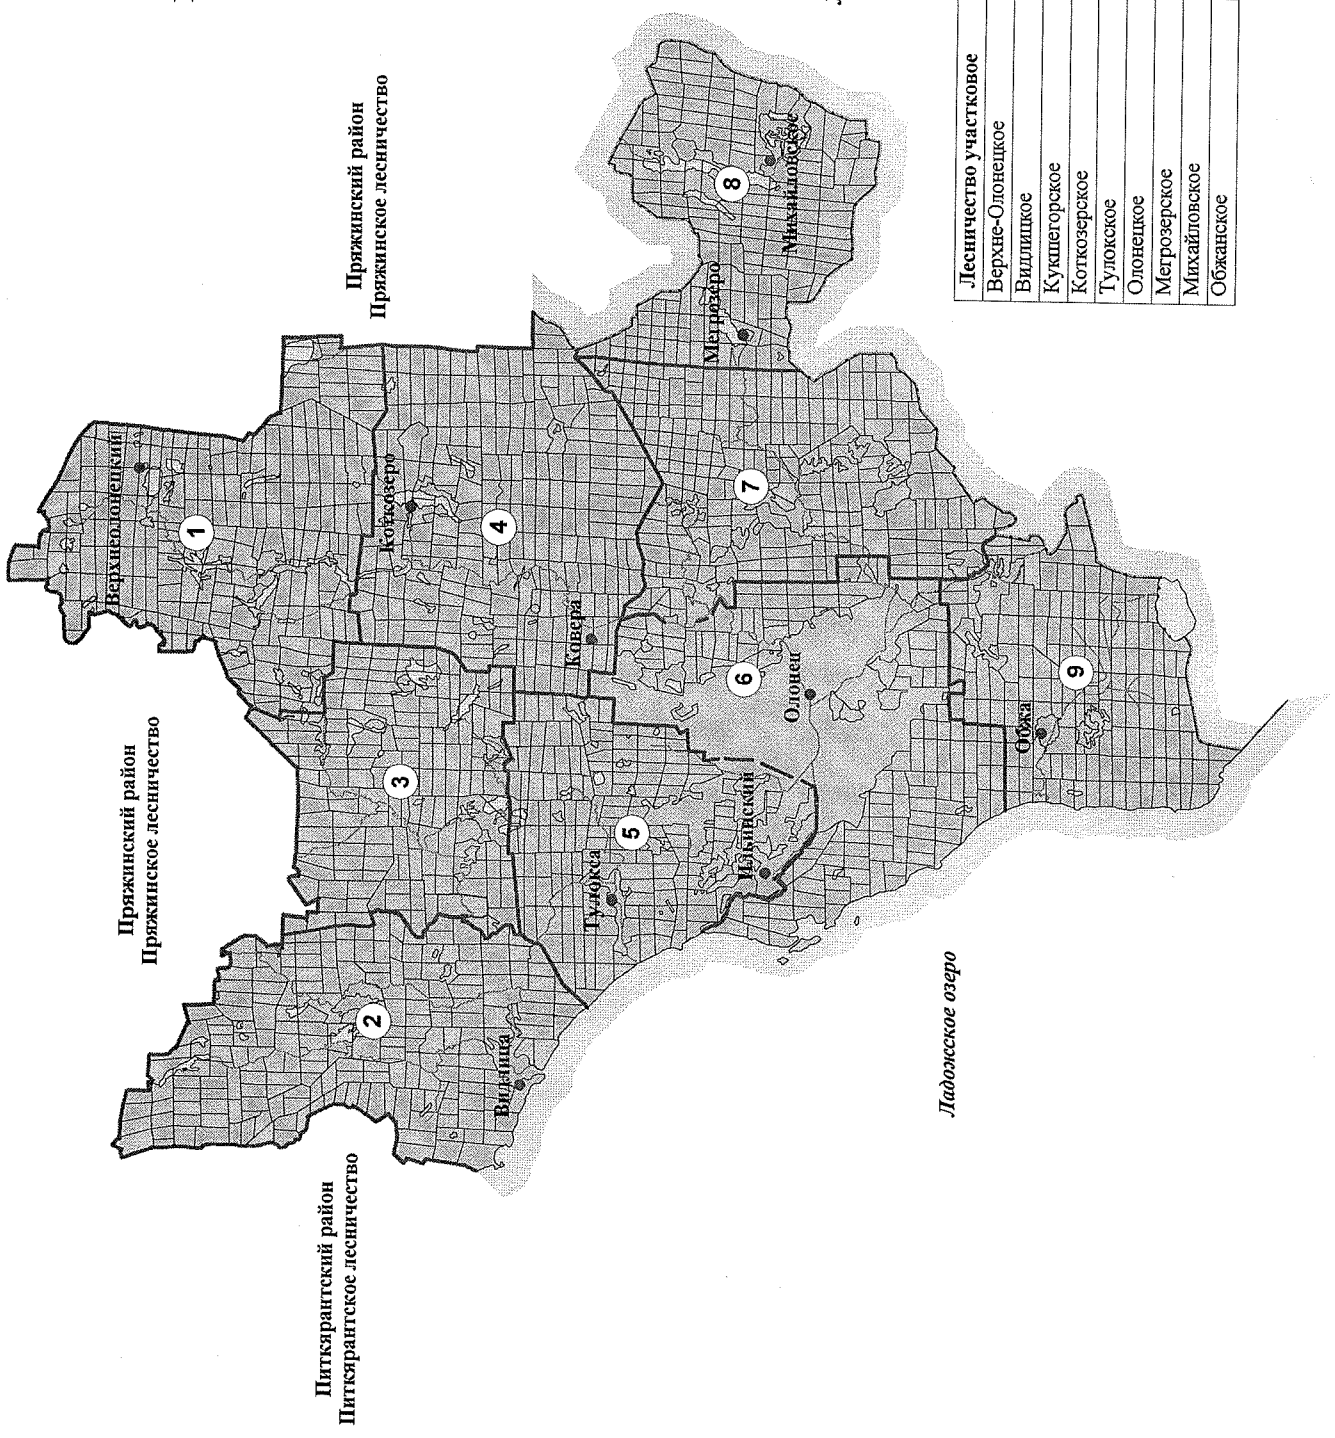 Пряжинский район
Пряжинское лесничество
Пряжинский район
Пряжинское лесничество
Питкярантский район
Питкярантское лесничество
Верхнеолонецкий
1
2
Видлица
3
Коткозеро
4
Ковера
5
Тулокса
Ильинский
6
Олонец
7
Мегрозеро
8
Михайловское
9
Обжа
Ладожское озеро
Лесничество участковое
Верхне-Олонецкое
Видлицкое
Кукшегорское
Коткозерское
Тулокское
Олонецкое
Мегрозерское
Михайловское
Обжанское